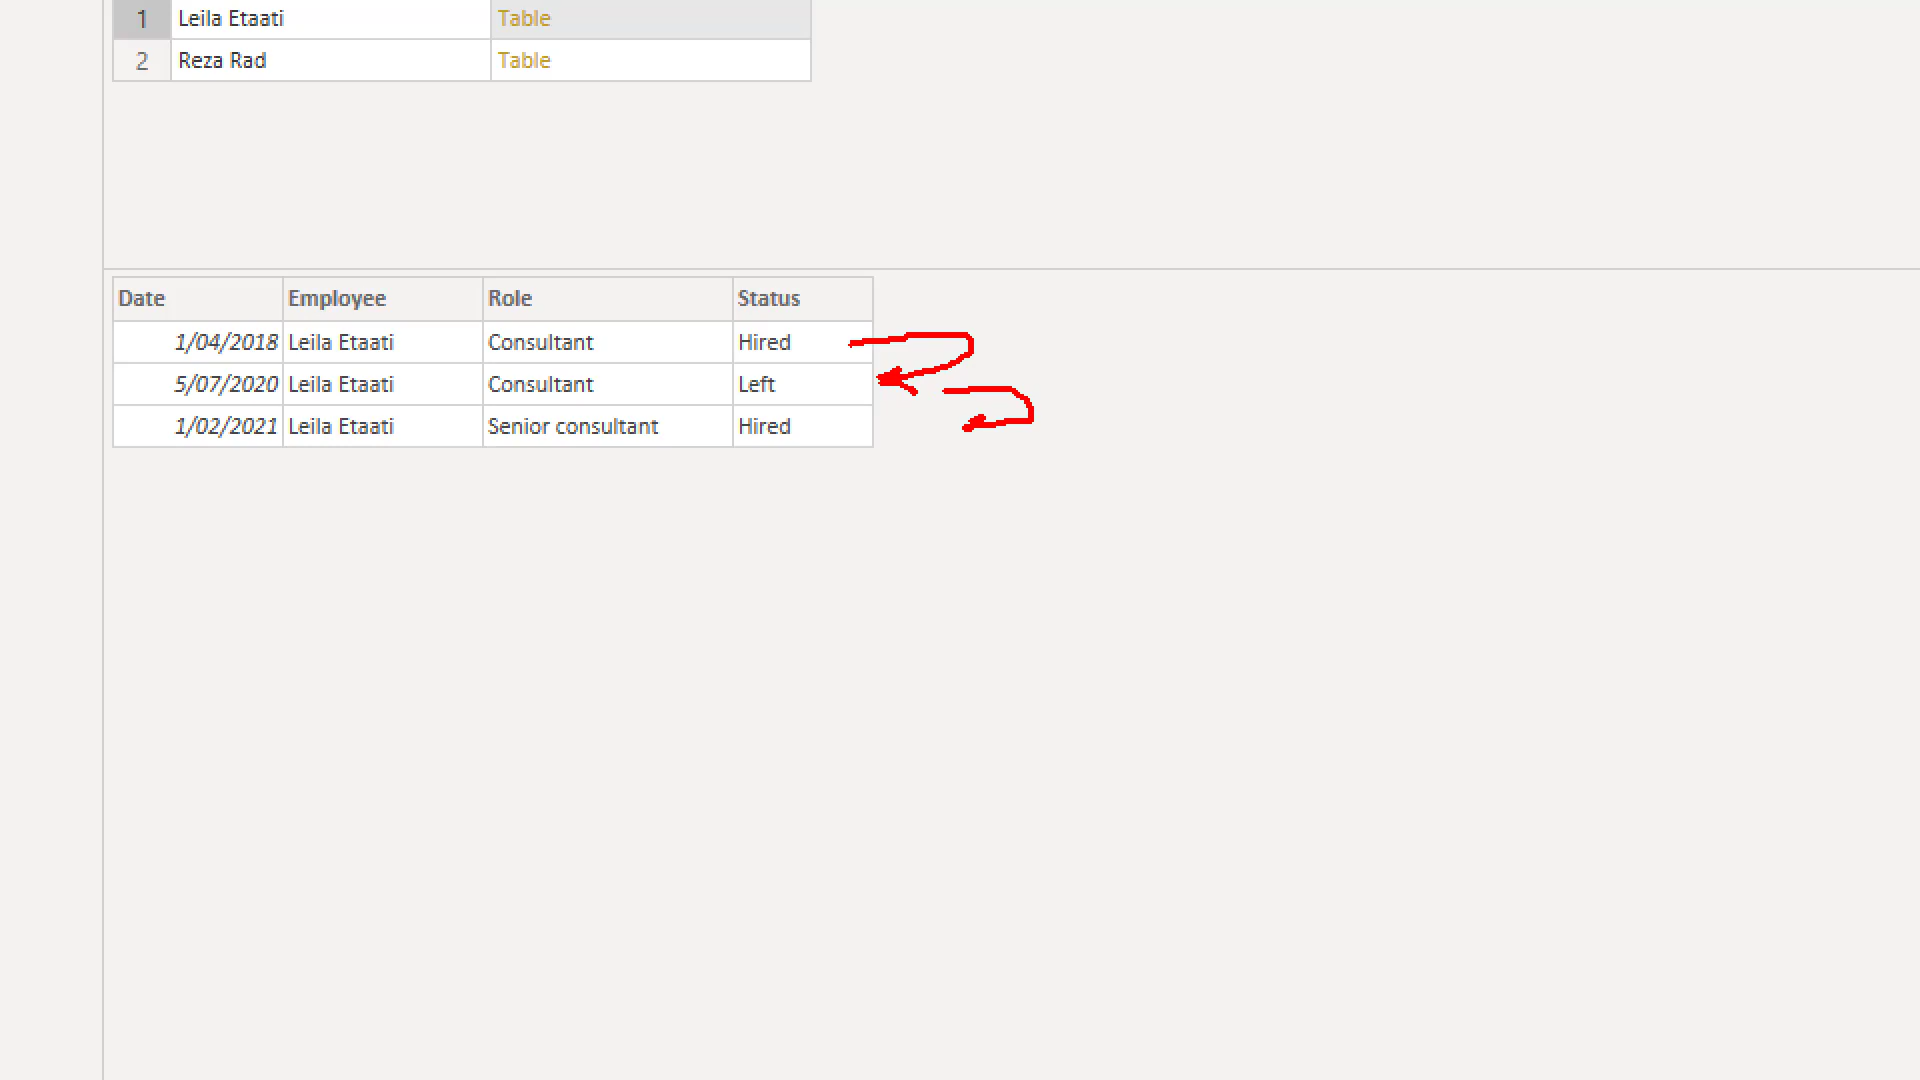 1 Leila Etaati Table
2 Reza Rad Table
Date Employee Role Status
1/04/2018 Leila Etaati Consultant Hired
5/07/2020 Leila Etaati Consultant Left
1/02/2021 Leila Etaati Senior consultant Hired